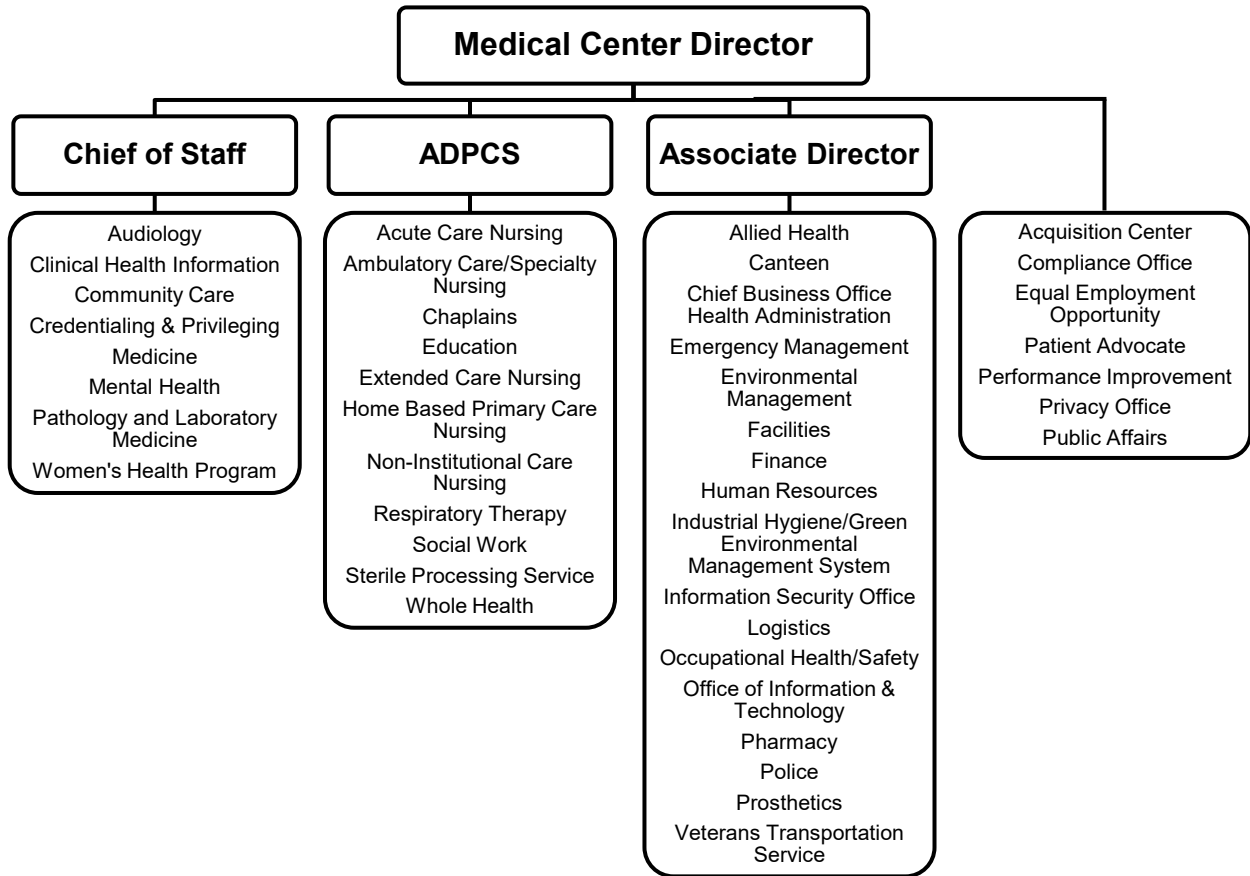 Medical Center Director
Chief of Staff
Audiology
Clinical Health Information
Community Care
Credentialing & Privileging
Medicine
Mental Health
Pathology and Laboratory
Medicine
Women's Health Program
ADPCS
Acute Care Nursing
Ambulatory Care/Specialty
Nursing
Chaplains
Education
Extended Care Nursing
Home Based Primary Care
Nursing
Non-Institutional Care
Nursing
Respiratory Therapy
Social Work
Sterile Processing Service
Whole Health
Associate Director
Allied Health
Canteen
Chief Business Office
Health Administration
Emergency Management
Environmental
Management
Facilities
Finance
Human Resources
Industrial Hygiene/Green
Environmental
Management System
Information Security Office
Logistics
Occupational Health/Safety
Office of Information &
Technology
Pharmacy
Police
Prosthetics
Veterans Transportation
Service
Acquisition Center
Compliance Office
Equal Employment
Opportunity
Patient Advocate
Performance Improvement
Privacy Office
Public Affairs